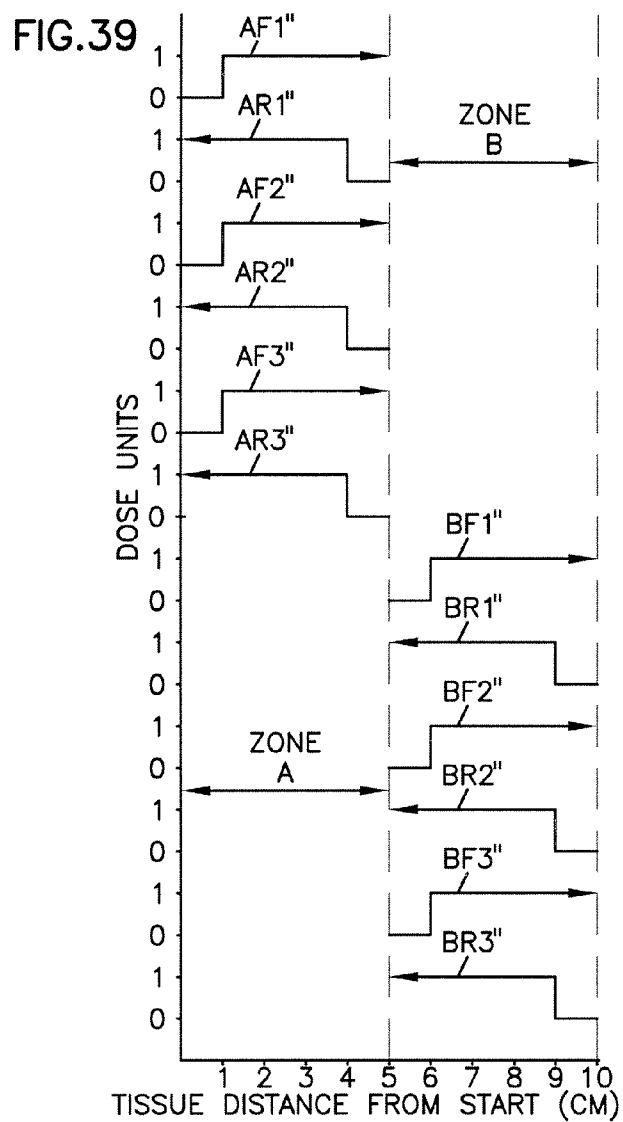 FIG.39
AF1"
1
0
AR1"
1
0
ZONE
B
AF2"
1
0
AR2"
1
0
AF3"
1
0
AR3"
1
0
DOSE UNITS
BF1"
1
0
BR1"
1
0
BF2"
1
0
ZONE
A
BR2"
1
0
BF3"
1
0
BR3"
1
0
1 2 3 4 5 6 7 8 9 10
TISSUE DISTANCE FROM START (CM)